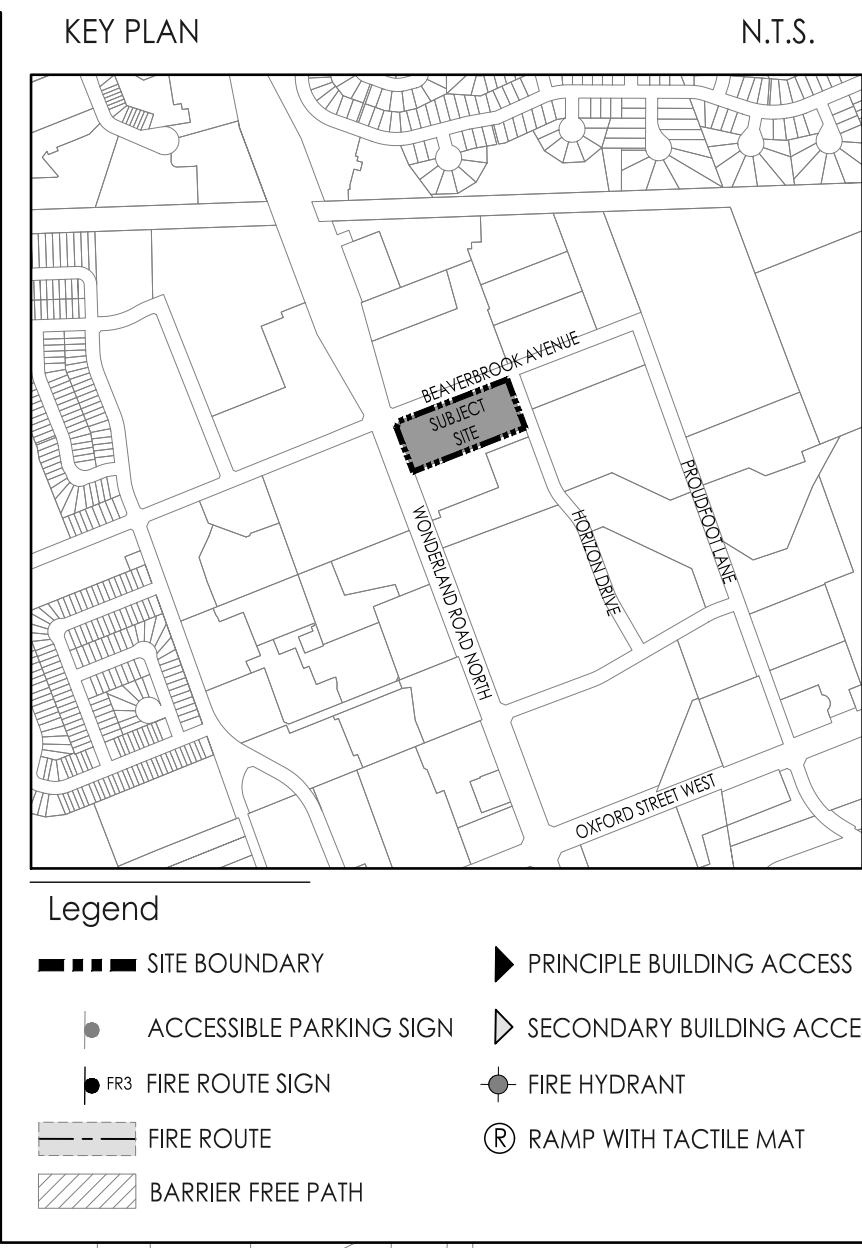 KEY PLAN
N.T.S.
BEAVERBROOK AVENUE
SUBJECT
SITE
WONDERLAND ROAD NORTH
HORIZON DRIVE
PROUDFOOT LANE
OXFORD STREET WEST
Legend
SITE BOUNDARY
PRINCIPLE BUILDING ACCESS
ACCESSIBLE PARKING SIGN
SECONDARY BUILDING ACCE
FR3 FIRE ROUTE SIGN
FIRE HYDRANT
FIRE ROUTE
R RAMP WITH TACTILE MAT
BARRIER FREE PATH